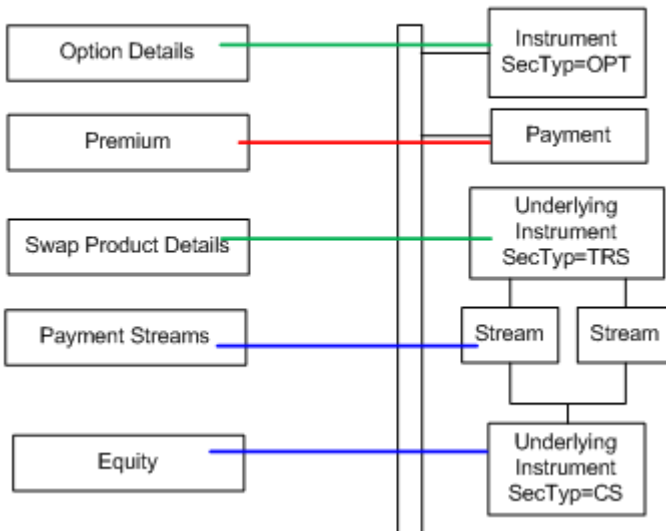 Option Details
Instrument
SecTyp=OPT
Premium
Payment
Swap Product Details
Underlying
Instrument
SecTyp=TRS
Payment Streams
Stream
Stream
Equity
Underlying
Instrument
SecTyp=CS